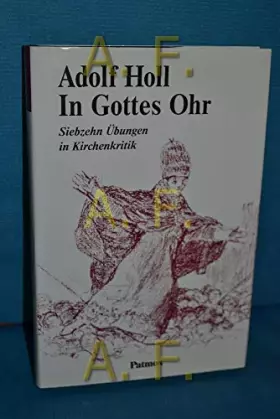 A. F.
Adolf Holl
In Gottes Ohr
Siebzehn Übungen
in Kirchenkritik
A. F.
A. F.
Patmos
A. F.